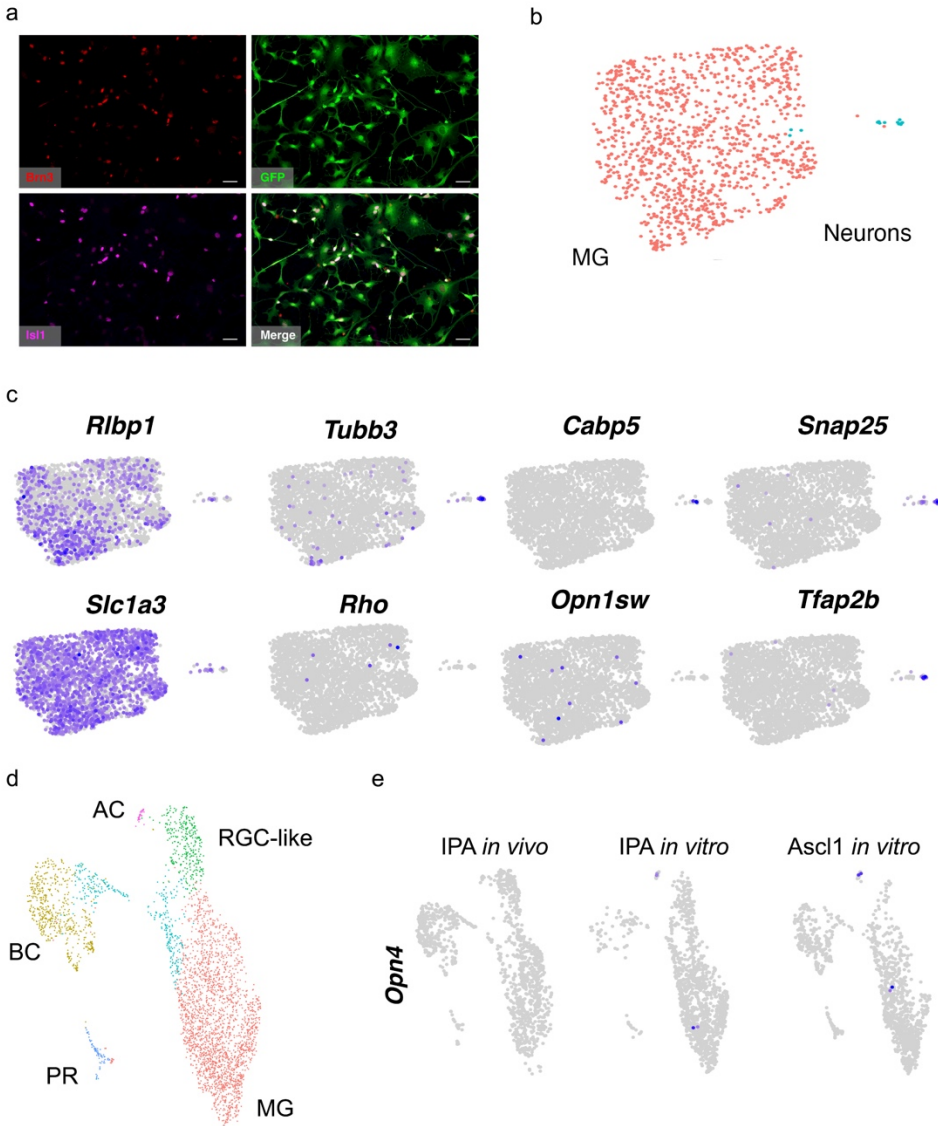 a
Brn3
GFP
Isl1
Merge
b
MG
Neurons
c
Rlbp1
Tubb3
Cabp5
Snap25
Slc1a3
Rho
Opn1sw
Tfap2b
d
AC
RGC-like
BC
PR
MG
e
IPA in vivo
IPA in vitro
Ascl1 in vitro
Opn4